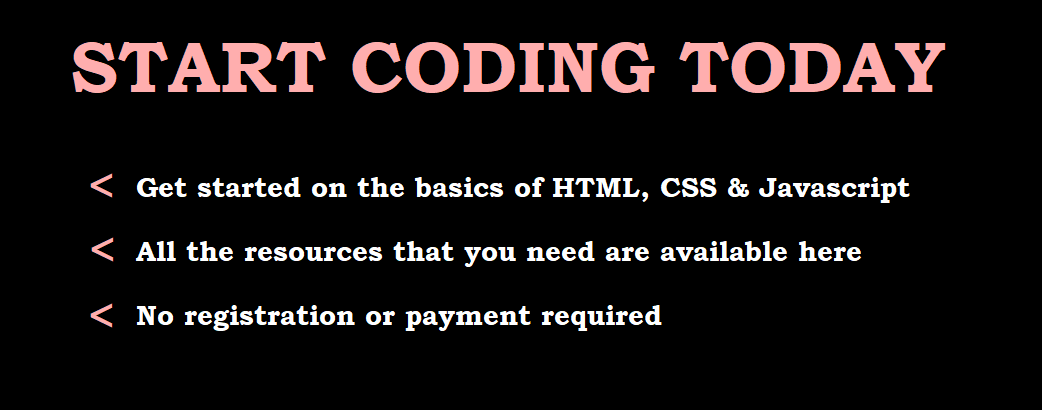 START CODING TODAY
< Get started on the basics of HTML, CSS & Javascript
< All the resources that you need are available here
< No registration or payment required